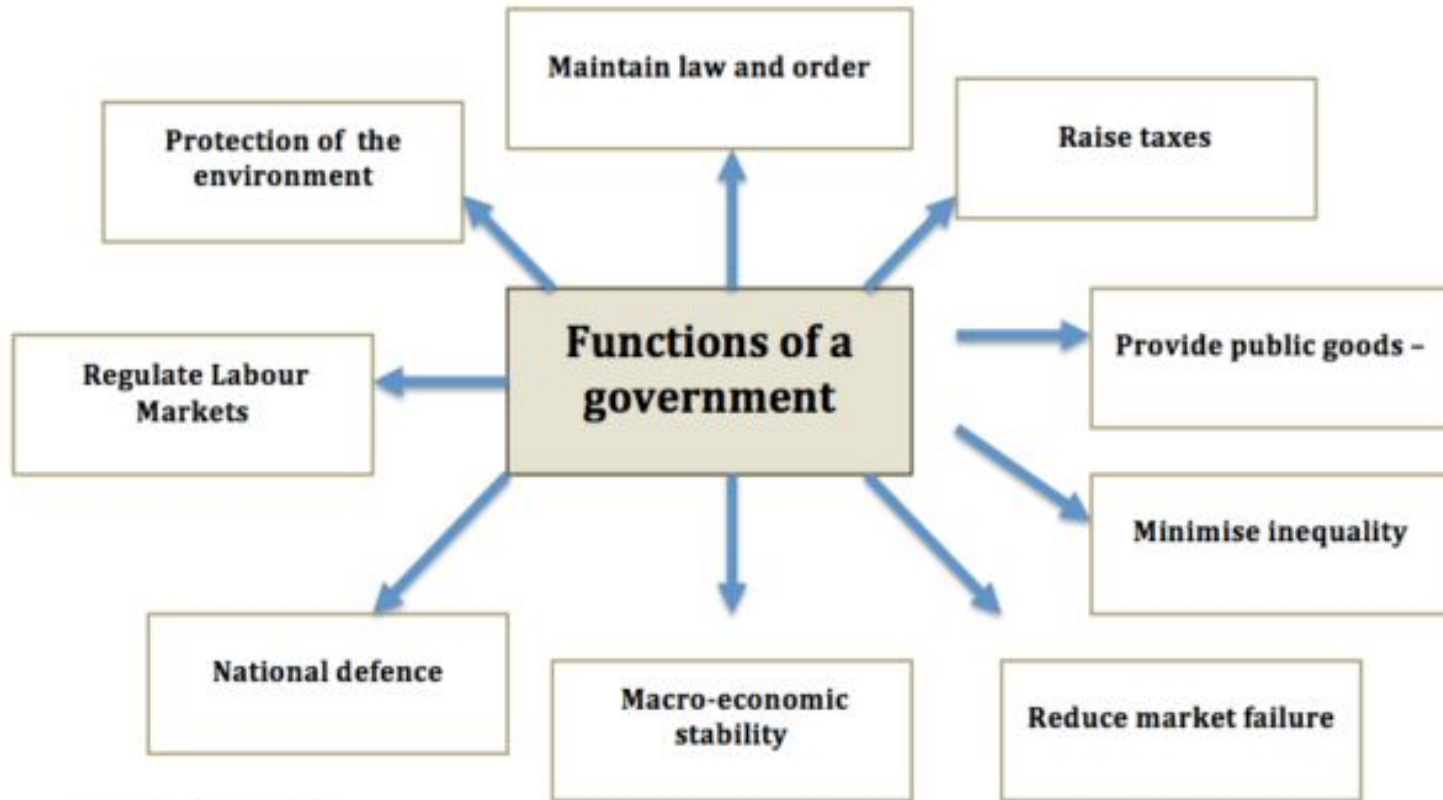 Maintain law and order
Protection of the
environment
Raise taxes
Functions of a
government
Provide public goods –
Regulate Labour
Markets
Minimise inequality
National defence
Macro-economic
stability
Reduce market failure